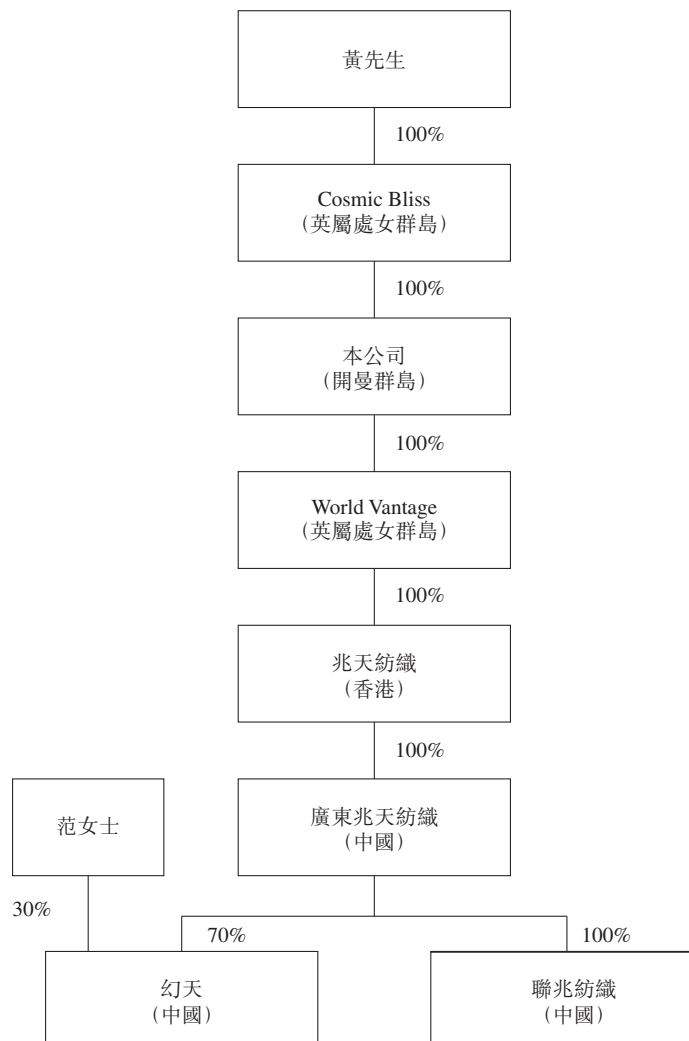 黃先生
100%
Cosmic Bliss
（英屬處女群島）
100%
本公司
（開曼群島）
100%
World Vantage
（英屬處女群島）
100%
兆天紡織
（香港）
100%
范女士
廣東兆天紡織
（中國）
30%
70%
100%
幻天
（中國）
聯兆紡織
（中國）